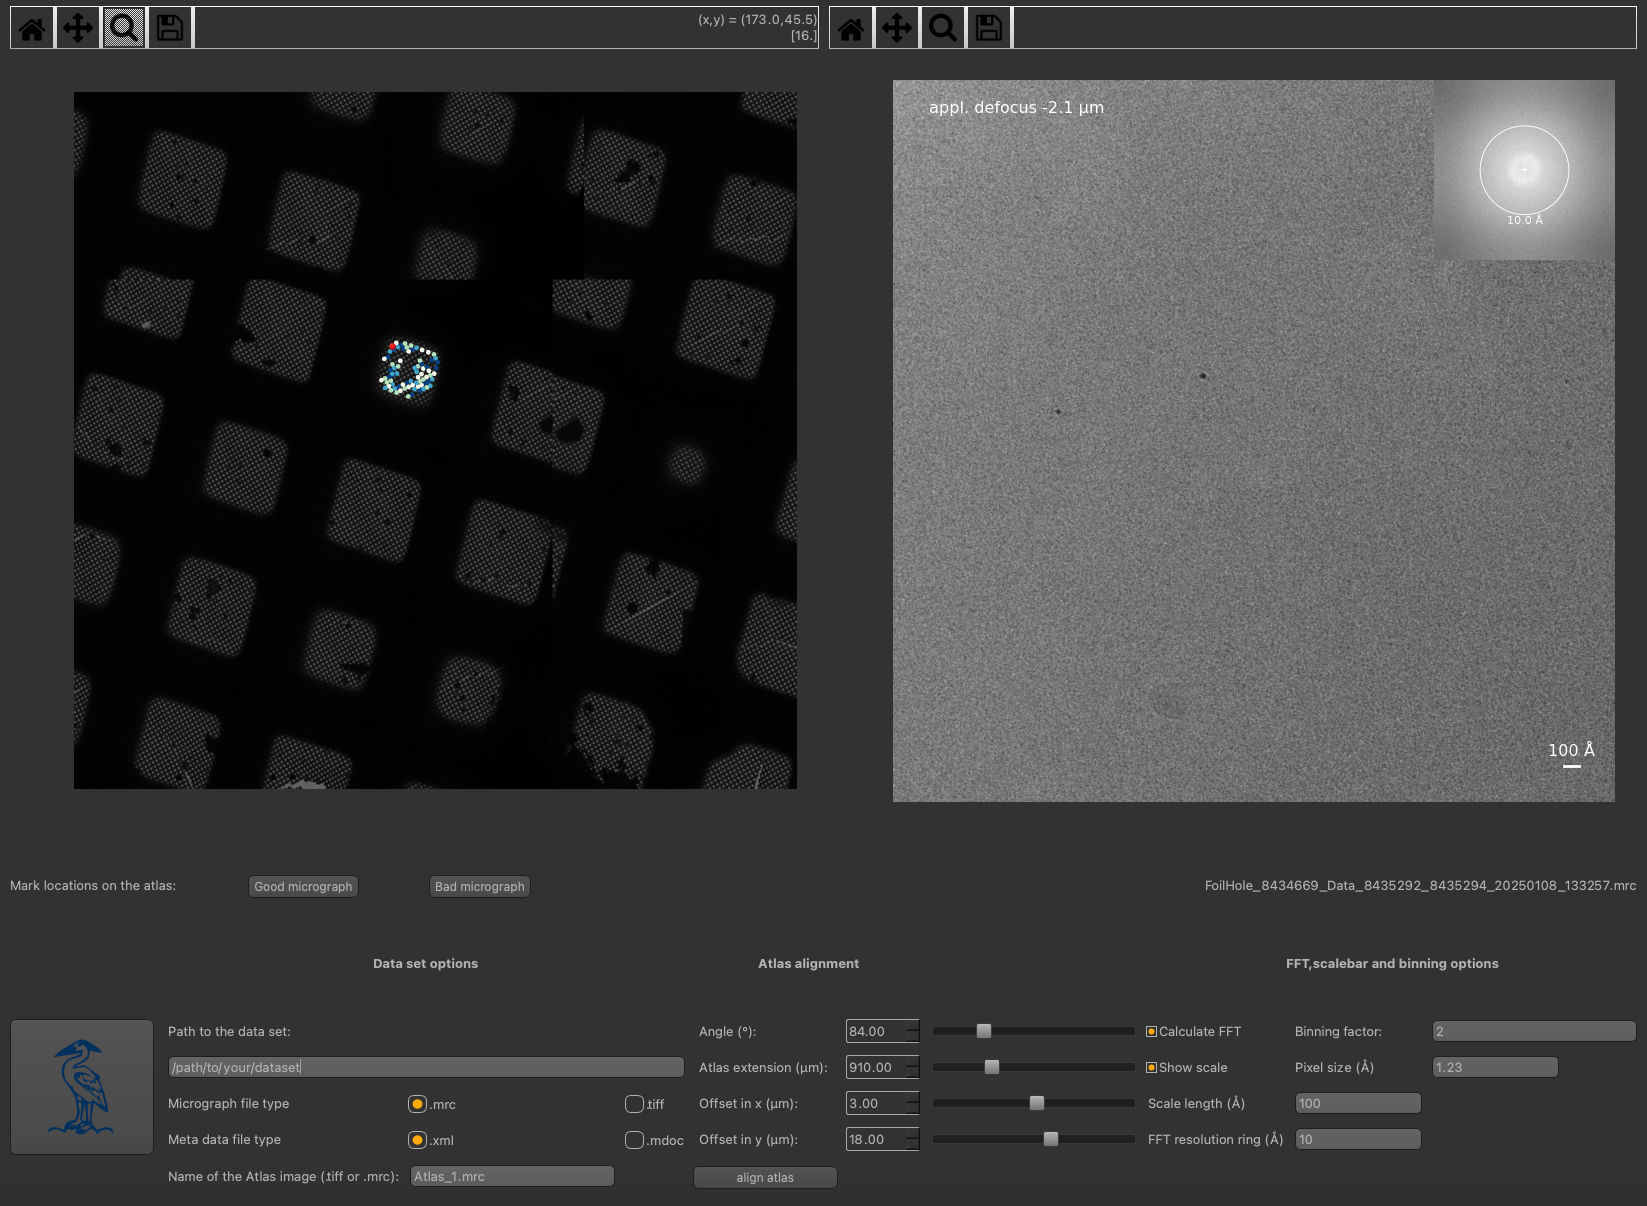 (x,y) = (173.0,45.5)
[16.]
appl. defocus -2.1 µm
10.0 Å
100 Å
Mark locations on the atlas:
Good micrograph
Bad micrograph
FoilHole_8434669_Data_8435292_8435294_20250108_133257.mrc
Data set options
Atlas alignment
FFT,scalebar and binning options
Path to the data set:
Angle (°):
84.00
Calculate FFT
Binning factor:
2
/path/to/your/dataset
Atlas extension (µm):
910.00
Show scale
Pixel size (Å)
1.23
Micrograph file type
.mrc
.tiff
Offset in x (µm):
3.00
Scale length (Å)
100
Meta data file type
.xml
.mdoc
Offset in y (µm):
18.00
FFT resolution ring (Å)
10
Name of the Atlas image (.tiff or .mrc):
Atlas_1.mrc
align atlas